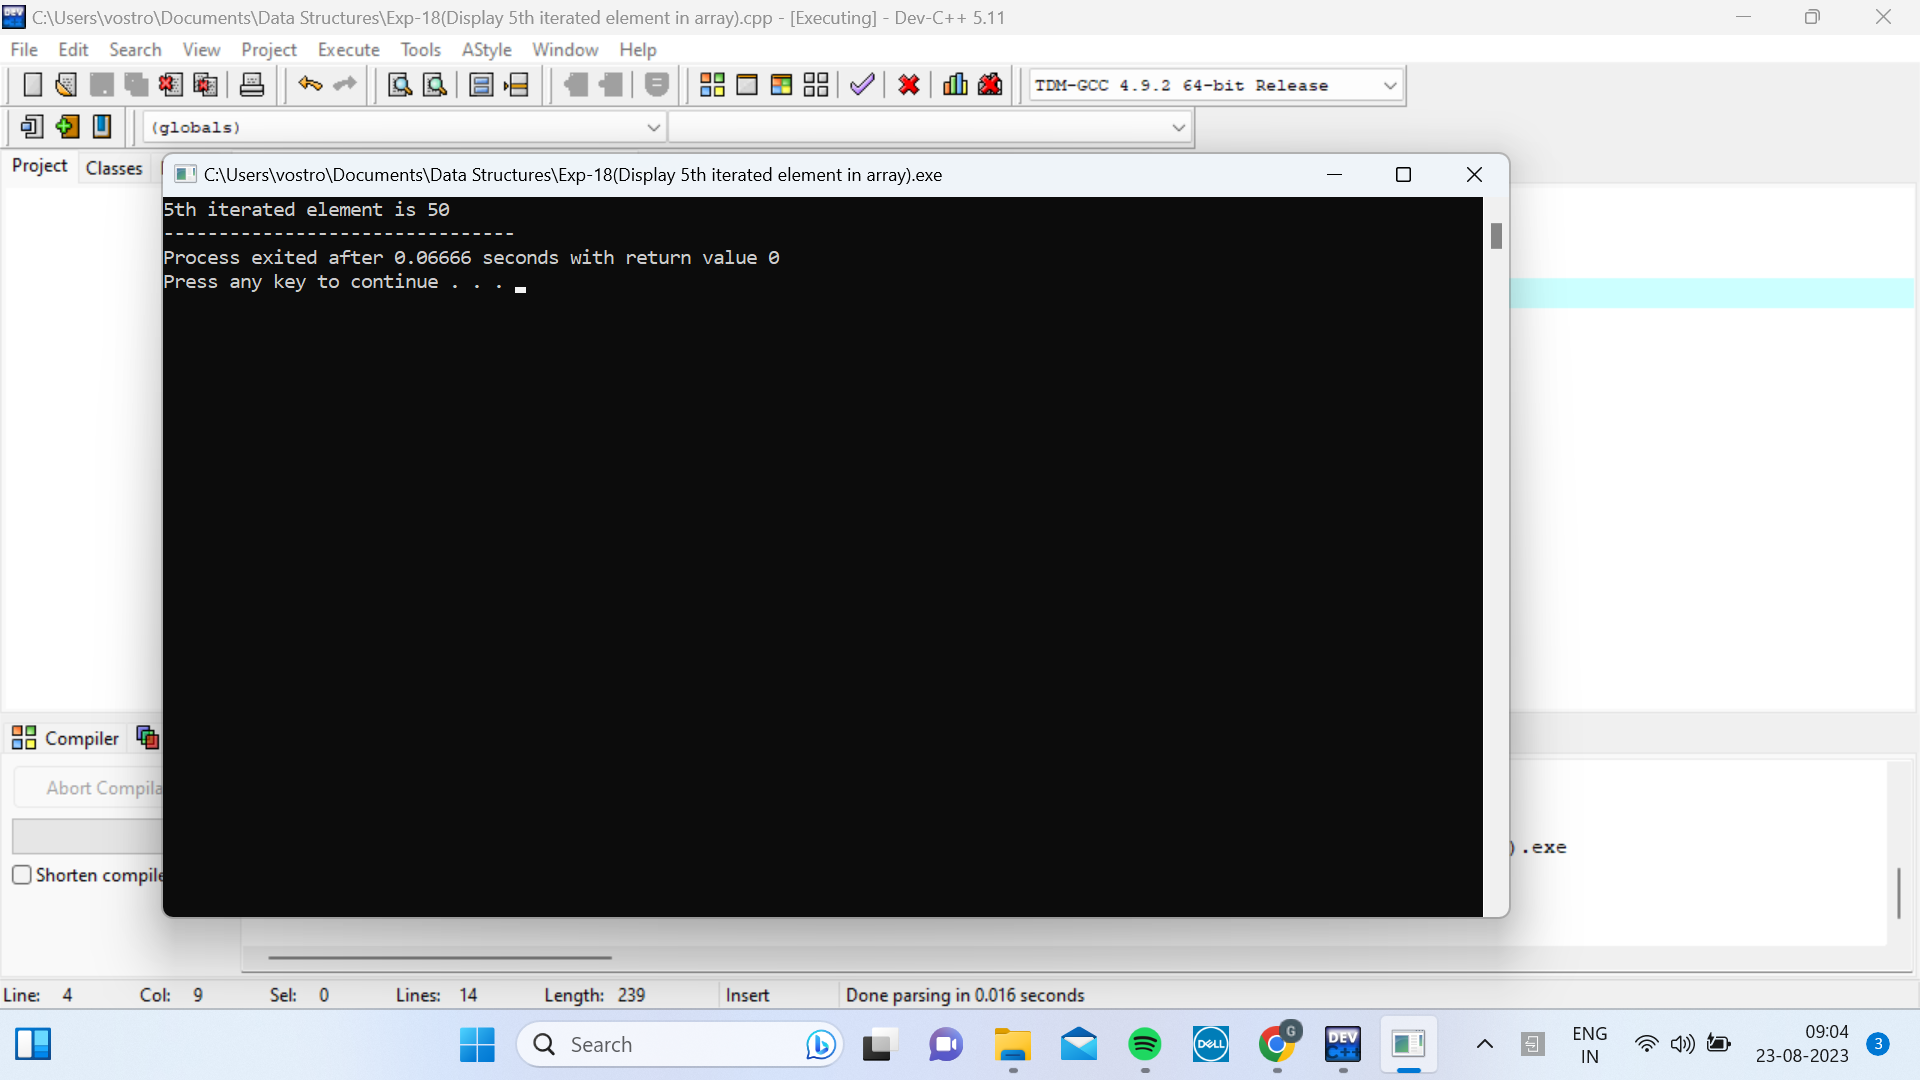 C:\Users\vostro\Documents\Data Structures\Exp-18(Display 5th iterated element in array).cpp - [Executing] - Dev-C++ 5.11
File Edit Search View Project Execute Tools AStyle Window Help
TDM-GCC 4.9.2 64-bit Release
(globals)
Project Classes
C:\Users\vostro\Documents\Data Structures\Exp-18(Display 5th iterated element in array).exe
5th iterated element is 50
--------------------------------
Process exited after 0.06666 seconds with return value 0
Press any key to continue . . .
Compiler
Abort Compila
).exe
Shorten compile
Line: 4 Col: 9 Sel: 0 Lines: 14 Length: 239 Insert Done parsing in 0.016 seconds
Search
DELL
G
DEV C++
ENG
IN
09:04
23-08-2023
3